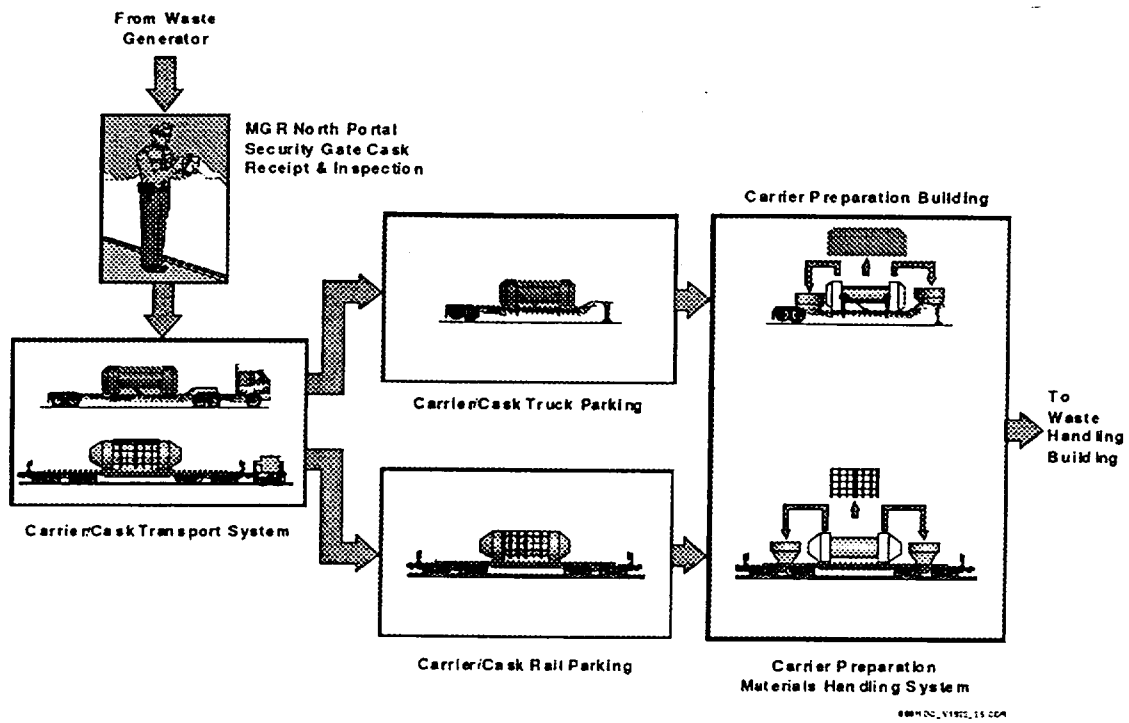 From Waste
Generator
MGR North Portal
Security Gate Cask
Receipt & Inspection
Carrier Preparation Building
Carrier/Cask Truck Parking
To
Waste
Handling
Building
Carrier/Cask Transport System
Carrier/Cask Rail Parking
Carrier Preparation
Materials Handling System